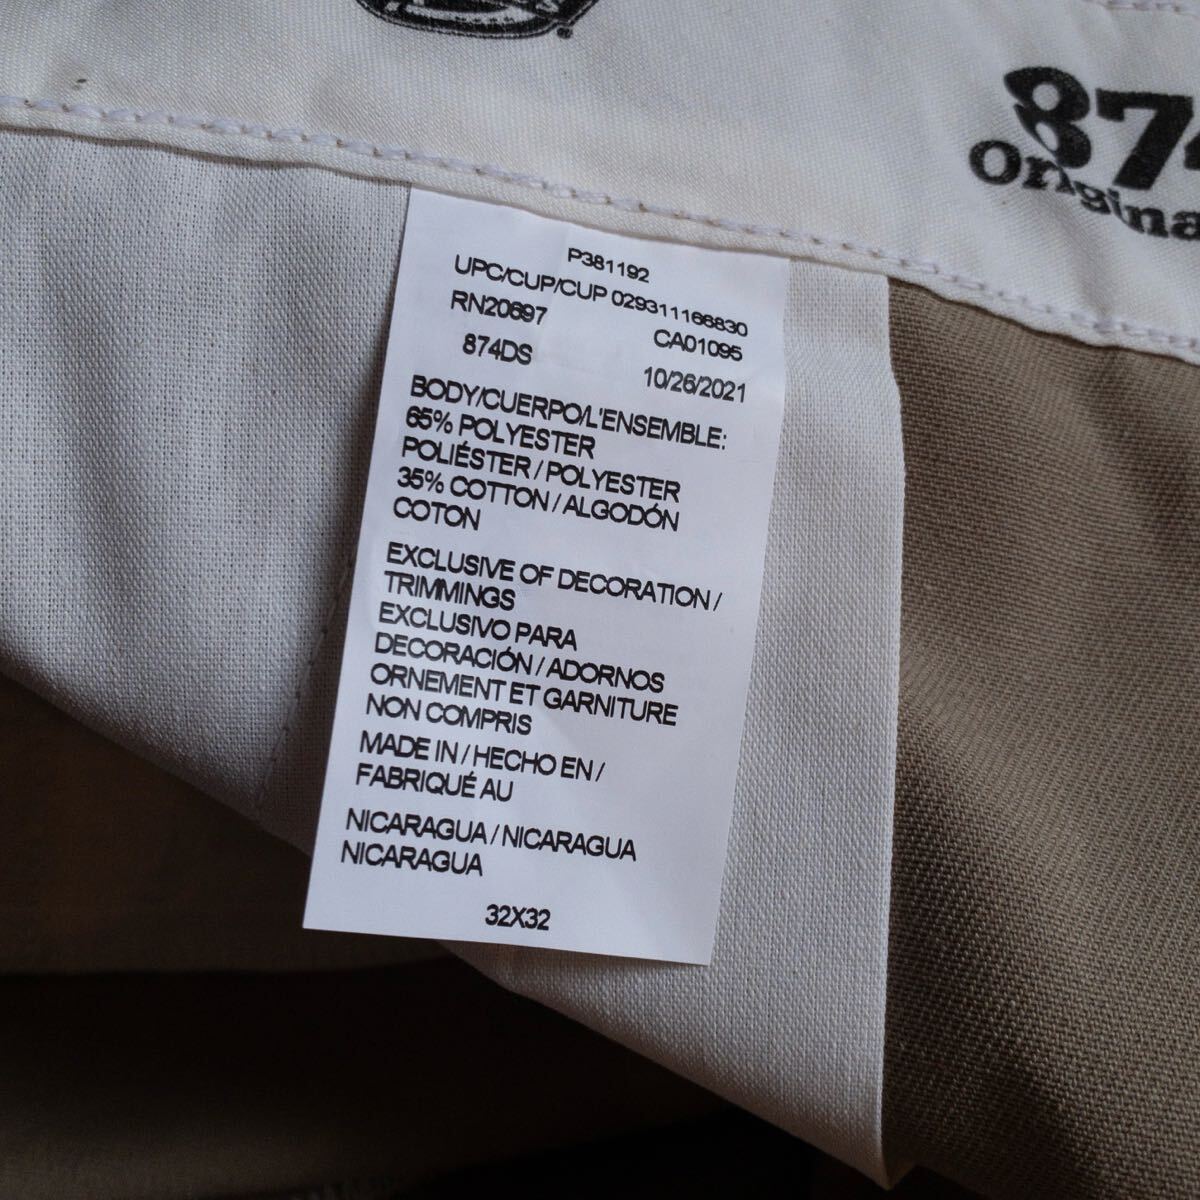 874
Original
P381192
UPC/CUP/CUP 029311166830
RN20697 CA01095
874DS 10/26/2021
BODY/CUERPO/L'ENSEMBLE:
65% POLYESTER
POLIÉSTER / POLYESTER
35% COTTON / ALGODÓN
COTON
EXCLUSIVE OF DECORATION /
TRIMMINGS
EXCLUSIVO PARA
DECORACIÓN / ADORNOS
ORNEMENT ET GARNITURE
NON COMPRIS
MADE IN / HECHO EN /
FABRIQUÉ AU
NICARAGUA / NICARAGUA
NICARAGUA
32X32